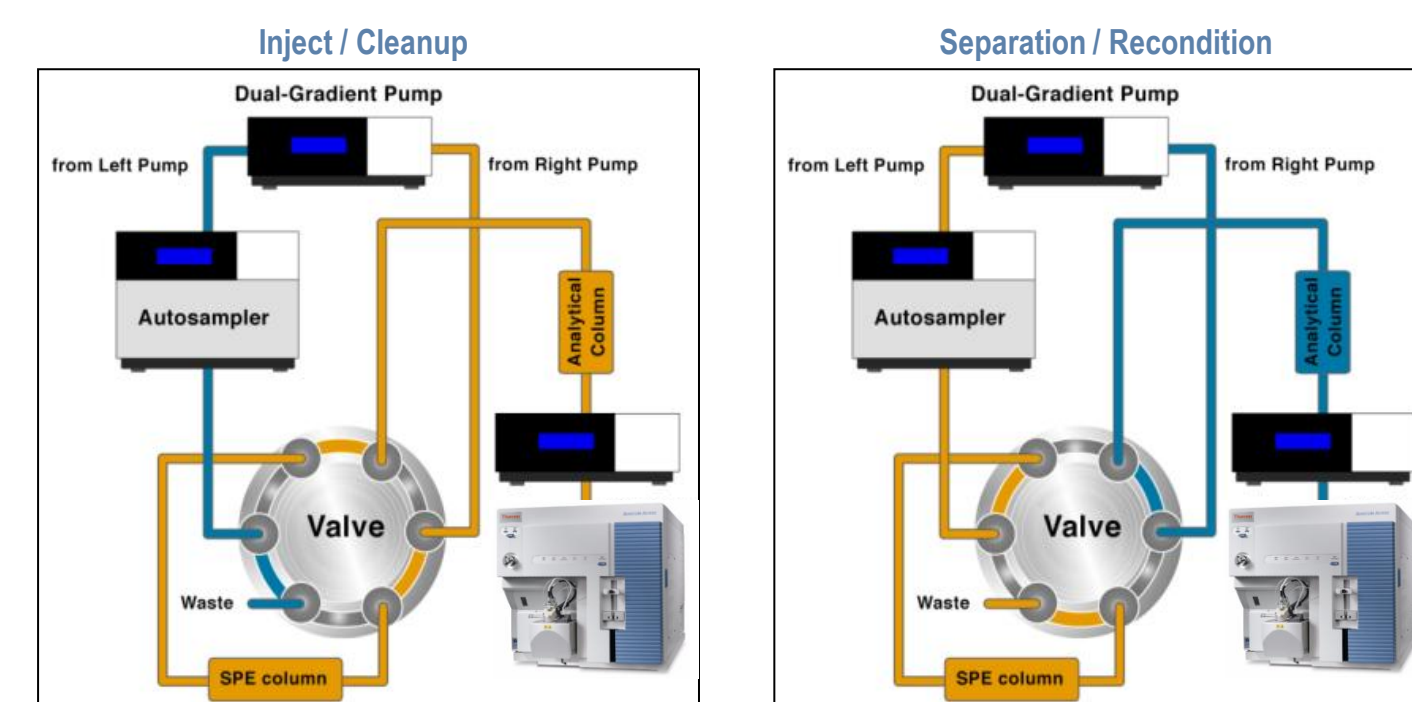 Inject / Cleanup
Dual-Gradient Pump
from Left Pump
from Right Pump
Autosampler
Analytical
Column
Valve
Waste
SPE column
Separation / Recondition
Dual-Gradient Pump
from Left Pump
from Right Pump
Autosampler
Analytical
Column
Valve
Waste
SPE column